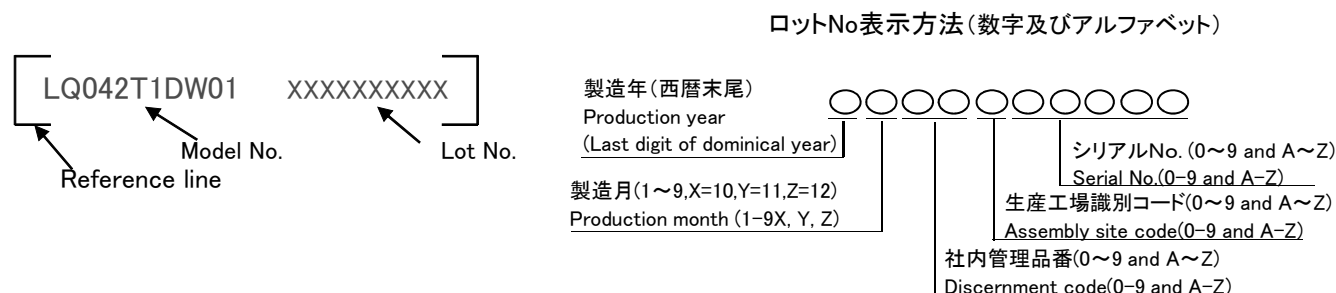 ロットNo表示方法(数字及びアルファベット)
LQ042T1DW01 XXXXXXXXXX
Model No.
Lot No.
Reference line
製造年(西暦末尾)
Production year
(Last digit of dominical year)
製造月(1～9,X=10,Y=11,Z=12)
Production month (1-9X, Y, Z)
シリアルNo. (0～9 and A～Z)
Serial No.(0-9 and A-Z)
生産工場識別コード(0～9 and A～Z)
Assembly site code(0-9 and A-Z)
社内管理品番(0～9 and A～Z)
Discernment code(0-9 and A-Z)